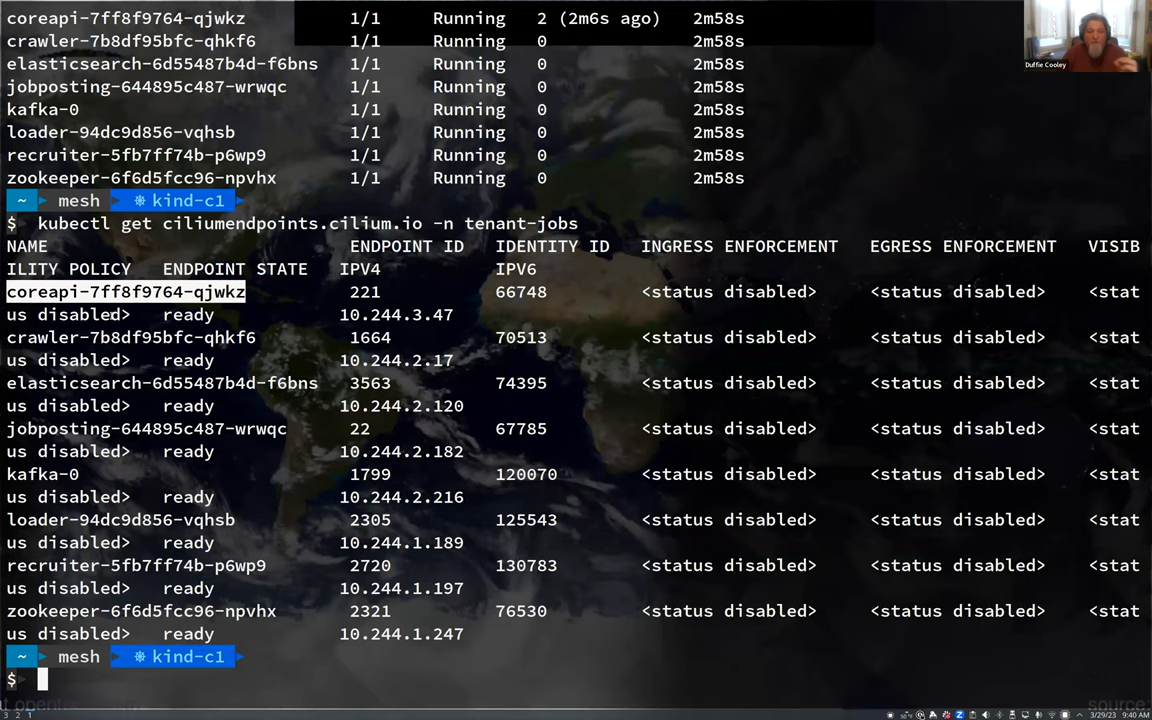 coreapi-7ff8f9764-qjwkz 1/1 Running 2 (2m6s ago) 2m58s
crawler-7b8df95bfc-qhkf6 1/1 Running 0 2m58s
elasticsearch-6d55487b4d-f6bns 1/1 Running 0 2m58s
jobposting-644895c487-wrwqc 1/1 Running 0 2m58s
kafka-0 1/1 Running 0 2m58s
loader-94dc9d856-vqhsb 1/1 Running 0 2m58s
recruiter-5fb7ff74b-p6wp9 1/1 Running 0 2m58s
zookeeper-6f6d5fcc96-npvhx 1/1 Running 0 2m58s
~ mesh ⎈ kind-c1
$ kubectl get ciliumendpoints.cilium.io -n tenant-jobs
NAME ENDPOINT ID IDENTITY ID INGRESS ENFORCEMENT EGRESS ENFORCEMENT VISIB
ILITY POLICY ENDPOINT STATE IPV4 IPV6
coreapi-7ff8f9764-qjwkz 221 66748 <status disabled> <status disabled> <stat
us disabled> ready 10.244.3.47
crawler-7b8df95bfc-qhkf6 1664 70513 <status disabled> <status disabled> <stat
us disabled> ready 10.244.2.17
elasticsearch-6d55487b4d-f6bns 3563 74395 <status disabled> <status disabled> <stat
us disabled> ready 10.244.2.120
jobposting-644895c487-wrwqc 22 67785 <status disabled> <status disabled> <stat
us disabled> ready 10.244.2.182
kafka-0 1799 120070 <status disabled> <status disabled> <stat
us disabled> ready 10.244.2.216
loader-94dc9d856-vqhsb 2305 125543 <status disabled> <status disabled> <stat
us disabled> ready 10.244.1.189
recruiter-5fb7ff74b-p6wp9 2720 130783 <status disabled> <status disabled> <stat
us disabled> ready 10.244.1.197
zookeeper-6f6d5fcc96-npvhx 2321 76530 <status disabled> <status disabled> <stat
us disabled> ready 10.244.1.247
~ mesh ⎈ kind-c1
$
Duffie Cooley
source
3 2 1
3/29/23 9:40 AM